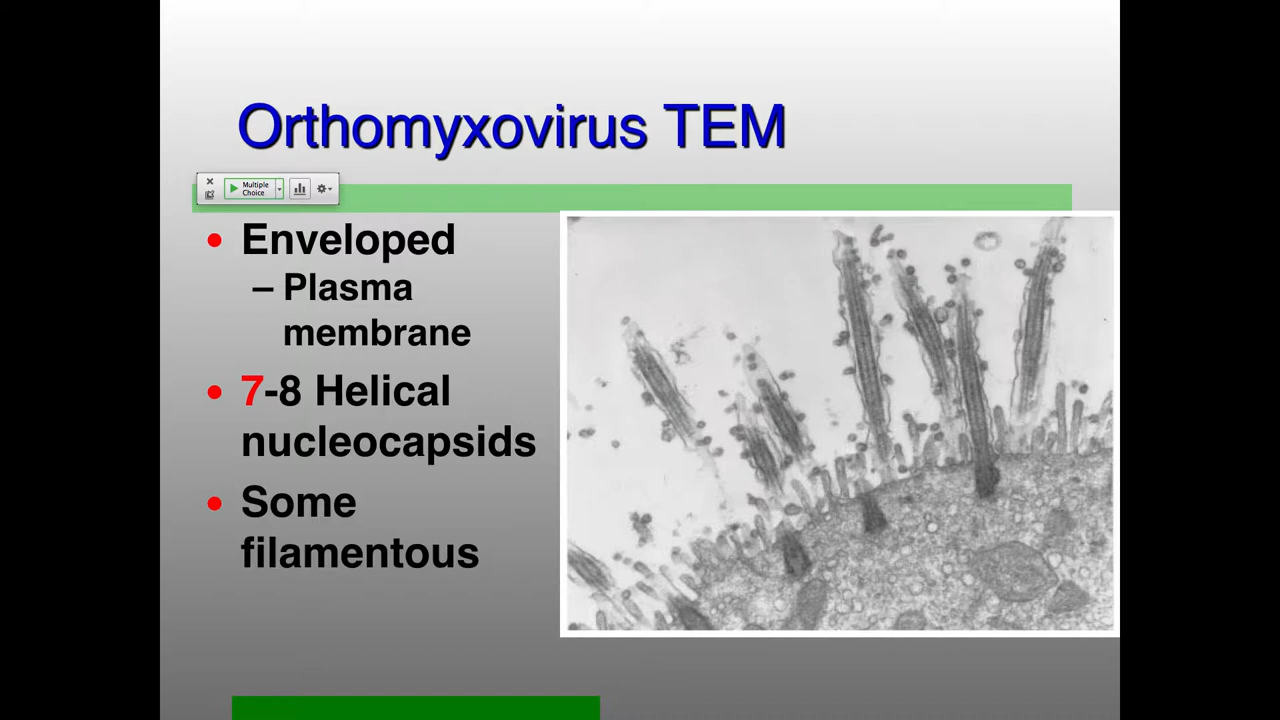 Orthomyxovirus TEM
Multiple
Choice
• Enveloped
– Plasma
membrane
• 7-8 Helical
nucleocapsids
• Some
filamentous